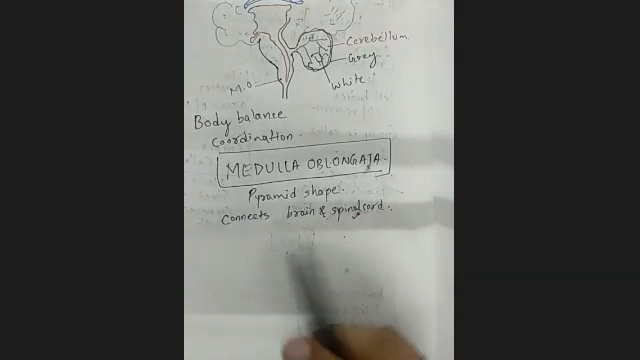 Cerebellum
Grey
White
M.O.
Body balance
coordination.
MEDULLA OBLONGATA.
Pyramid shape.
Connects brain & spinal cord.